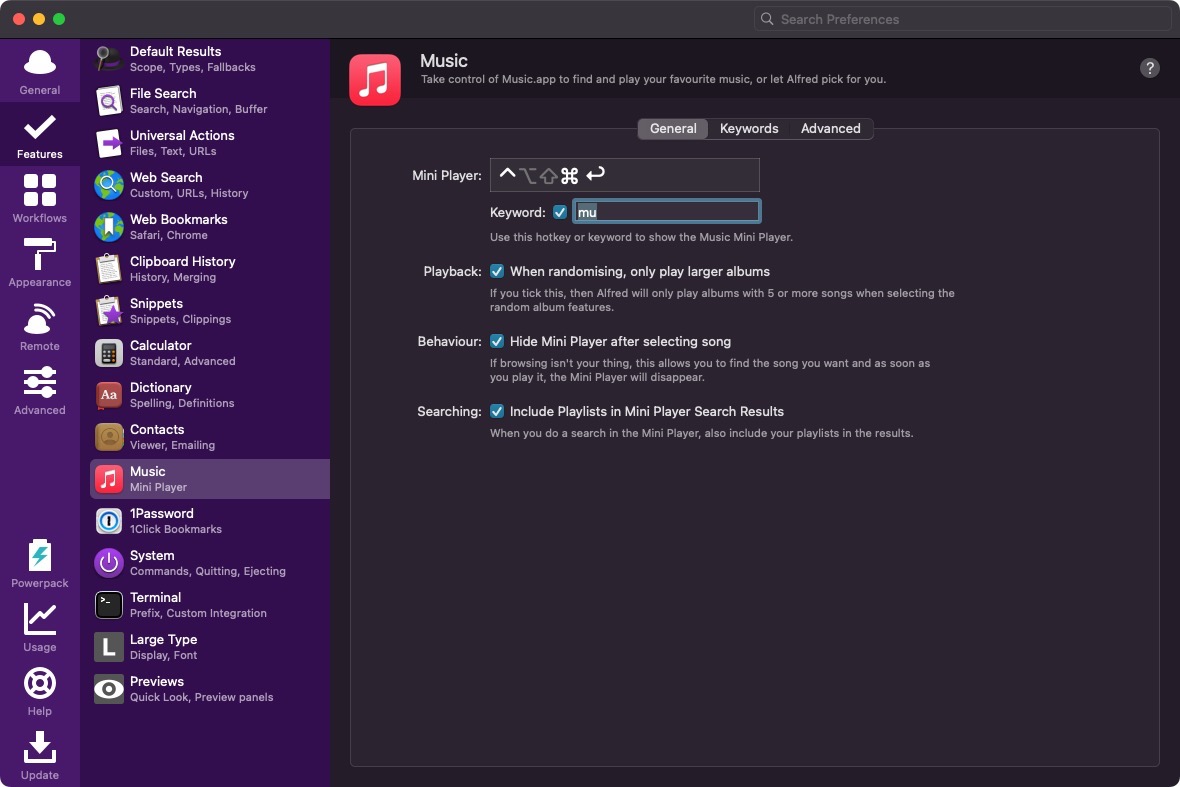 Search Preferences
General
Features
Workflows
Appearance
Remote
Advanced
Powerpack
Usage
Help
Update
Default Results
Scope, Types, Fallbacks
File Search
Search, Navigation, Buffer
Universal Actions
Files, Text, URLs
Web Search
Custom, URLs, History
Web Bookmarks
Safari, Chrome
Clipboard History
History, Merging
Snippets
Snippets, Clippings
Calculator
Standard, Advanced
Aa
Dictionary
Spelling, Definitions
Contacts
Viewer, Emailing
Music
Mini Player
1Password
1Click Bookmarks
System
Commands, Quitting, Ejecting
>_
Terminal
Prefix, Custom Integration
L
Large Type
Display, Font
Previews
Quick Look, Preview panels
Music
Take control of Music.app to find and play your favourite music, or let Alfred pick for you.
?
General Keywords Advanced
Mini Player: ^⌥⇧⌘ ↩
Keyword: mu
Use this hotkey or keyword to show the Music Mini Player.
Playback: When randomising, only play larger albums
If you tick this, then Alfred will only play albums with 5 or more songs when selecting the
random album features.
Behaviour: Hide Mini Player after selecting song
If browsing isn't your thing, this allows you to find the song you want and as soon as
you play it, the Mini Player will disappear.
Searching: Include Playlists in Mini Player Search Results
When you do a search in the Mini Player, also include your playlists in the results.